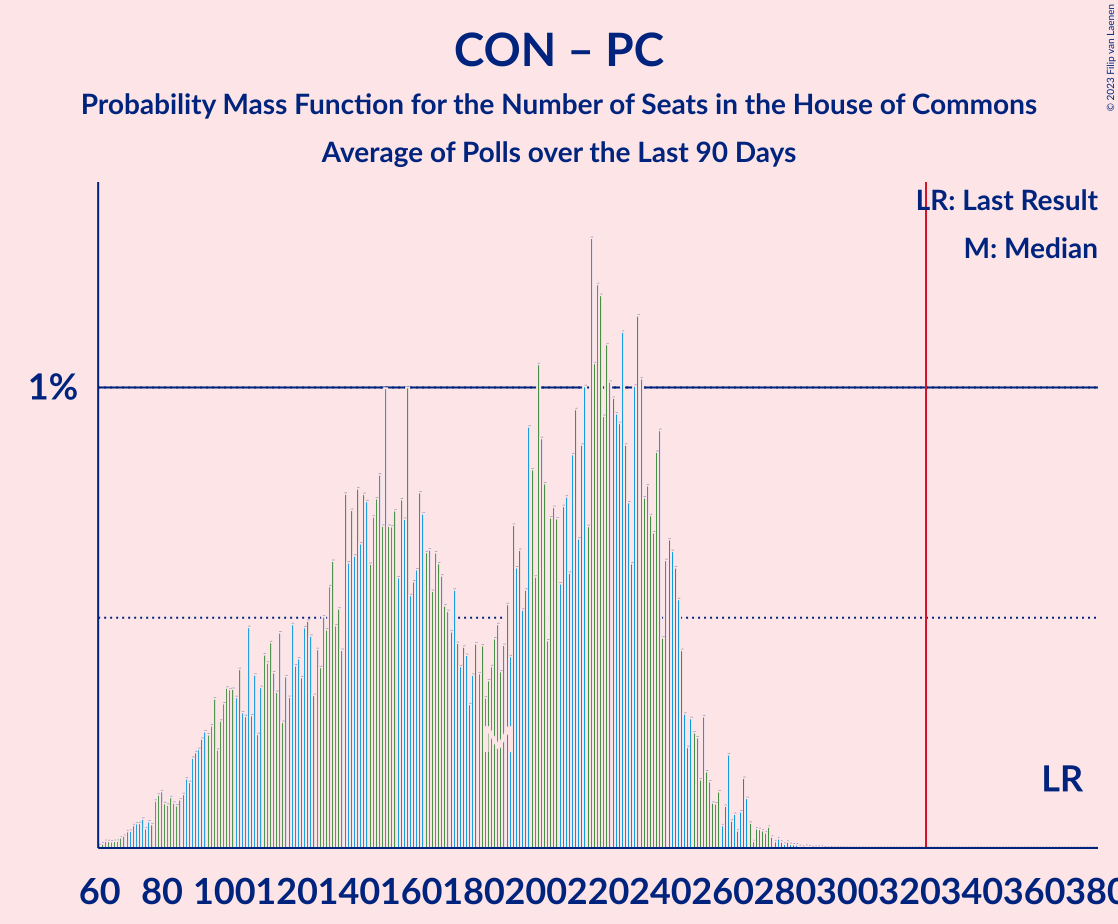 CON – PC
Probability Mass Function for the Number of Seats in the House of Commons
Average of Polls over the Last 90 Days
© 2023 Filip van Laenen
LR: Last Result
M: Median
1%
M
LR
60 80 100 120 140 160 180 200 220 240 260 280 300 320 340 360 380